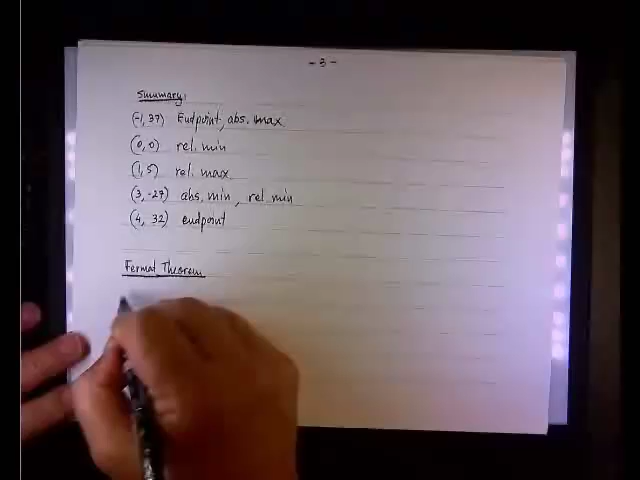 - 3 -
Summary:
(-1, 37) Endpoint, abs. max
(0, 0) rel. min
(1, 5) rel. max
(3, -27) abs. min, rel. min
(4, 32) endpoint
Fermat Theorem